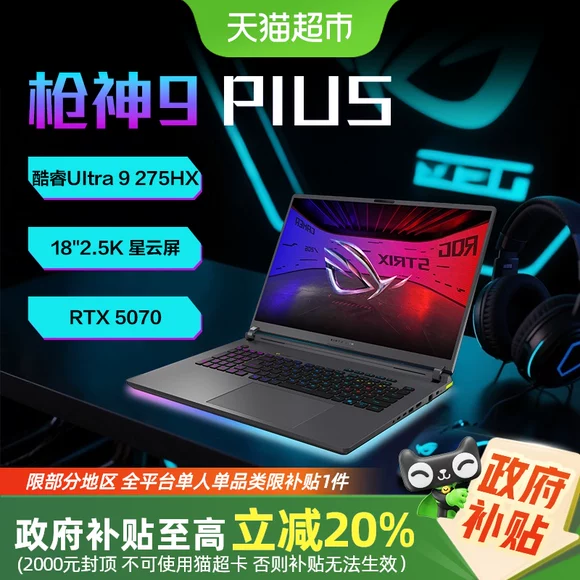 天猫超市
枪神9 PlUS
酷睿Ultra 9 275HX
18"2.5K 星云屏
RTX 5070
ROG
STRIX
限部分地区 全平台单人单品类限补贴1件
政府补贴至高 立减20%
(2000元封顶 不可使用猫超卡 否则补贴无法生效)
政府
补贴